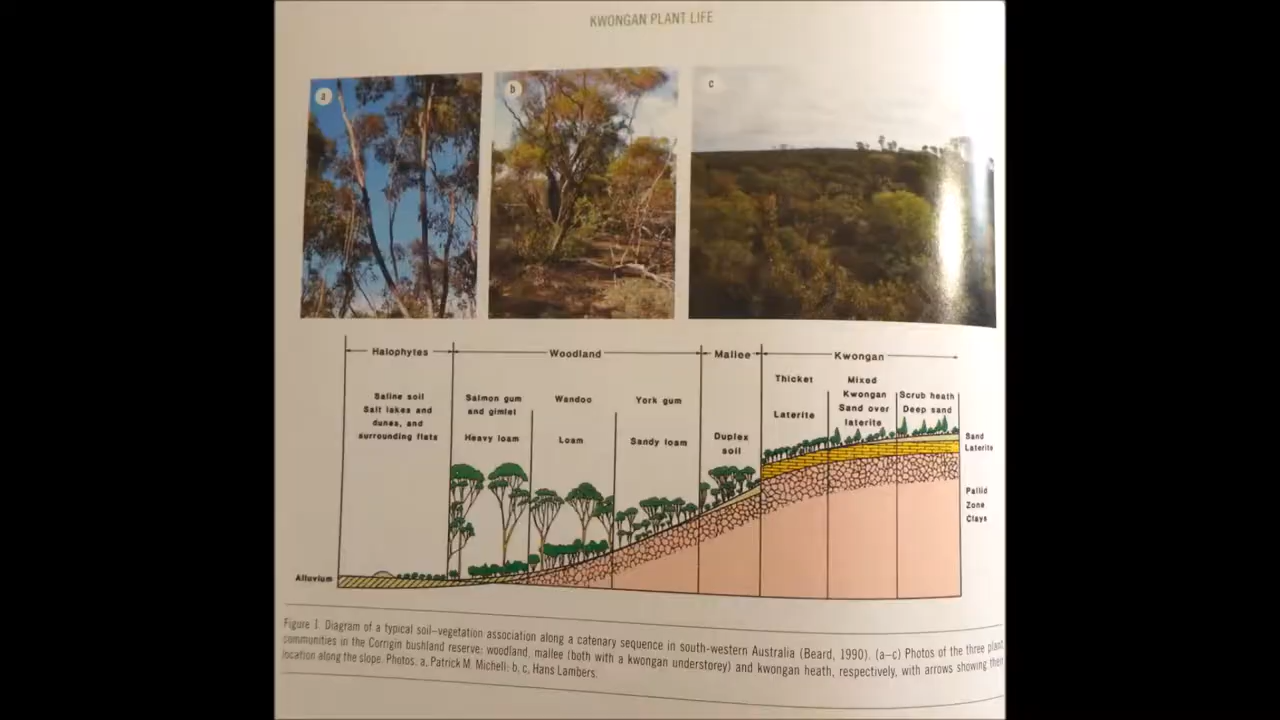 KWONGAN PLANT LIFE
a
b
c
Halophytes
Woodland
Mallee
Kwongan
Saline soil
Salt lakes and
dunes, and
surrounding flats
Salmon gum
and gimlet
Heavy loam
Wandoo
Loam
York gum
Sandy loam
Duplex
soil
Thicket
Laterite
Mixed
Kwongan
Sand over
laterite
Scrub heath
Deep sand
Sand
Laterite
Pallid
Zone
Clays
Alluvium
Figure 1. Diagram of a typical soil–vegetation association along a catenary sequence in south-western Australia (Beard, 1990). (a–c) Photos of the three plant
communities in the Corrigin bushland reserve: woodland, mallee (both with a kwongan understorey) and kwongan heath, respectively, with arrows showing their
location along the slope. Photos: a, Patrick M. Michell; b, c, Hans Lambers.